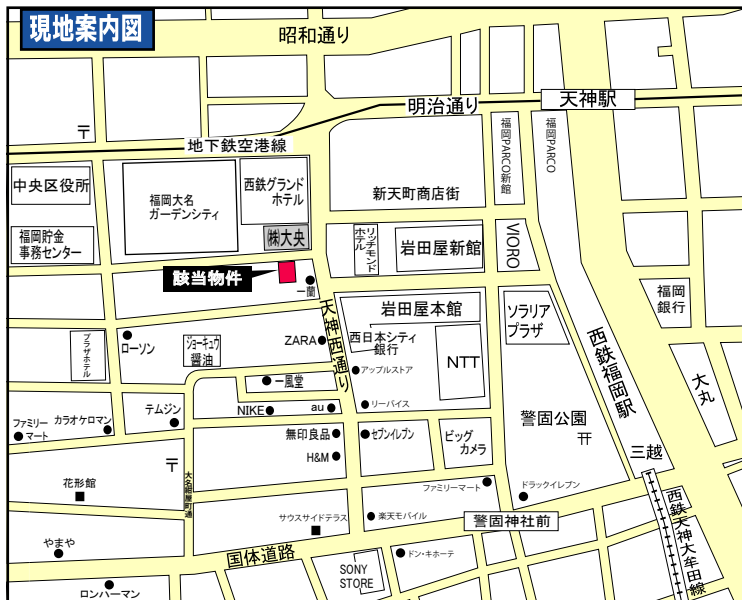 現地案内図
昭和通り
明治通り
天神駅
地下鉄空港線
〒
中央区役所
福岡貯金
事務センター
福岡大名
ガーデンシティ
西鉄グランド
ホテル
㈱大央
新天町商店街
福岡PARCO新館
福岡PARCO
リッチモンド
ホテル
岩田屋新館
VIORO
該当物件
一蘭
天神西通り
岩田屋本館
ソラリア
プラザ
福岡
銀行
西鉄福岡駅
プラザホテル
ローソン
ジョーキュウ
醤油
ZARA
西日本シティ
銀行
アップルストア
NTT
大丸
一風堂
リーバイス
NIKE
au
ファミリー
マート
カラオケロマン
テムジン
警固公園
無印良品
セブンイレブン
ビッグ
カメラ
H&M
三越
〒
花形館
大名紺屋町通
ファミリーマート
ドラックイレブン
西鉄天神大牟田線
サウスサイドテラス
楽天モバイル
警固神社前
やまや
国体道路
ドン・キホーテ
SONY
STORE
ロンハーマン